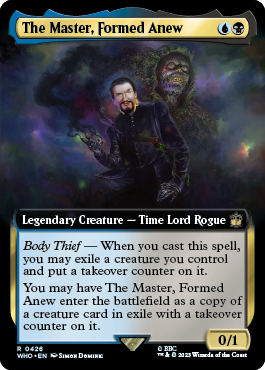 The Master, Formed Anew
Legendary Creature — Time Lord Rogue
Body Thief — When you cast this spell,
you may exile a creature you control
and put a takeover counter on it.
You may have The Master, Formed
Anew enter the battlefield as a copy
of a creature card in exile with a takeover
counter on it.
0/1
R 0426
WHO • EN SIMON DOMINIC
© BBC
™ & © 2023 Wizards of the Coast